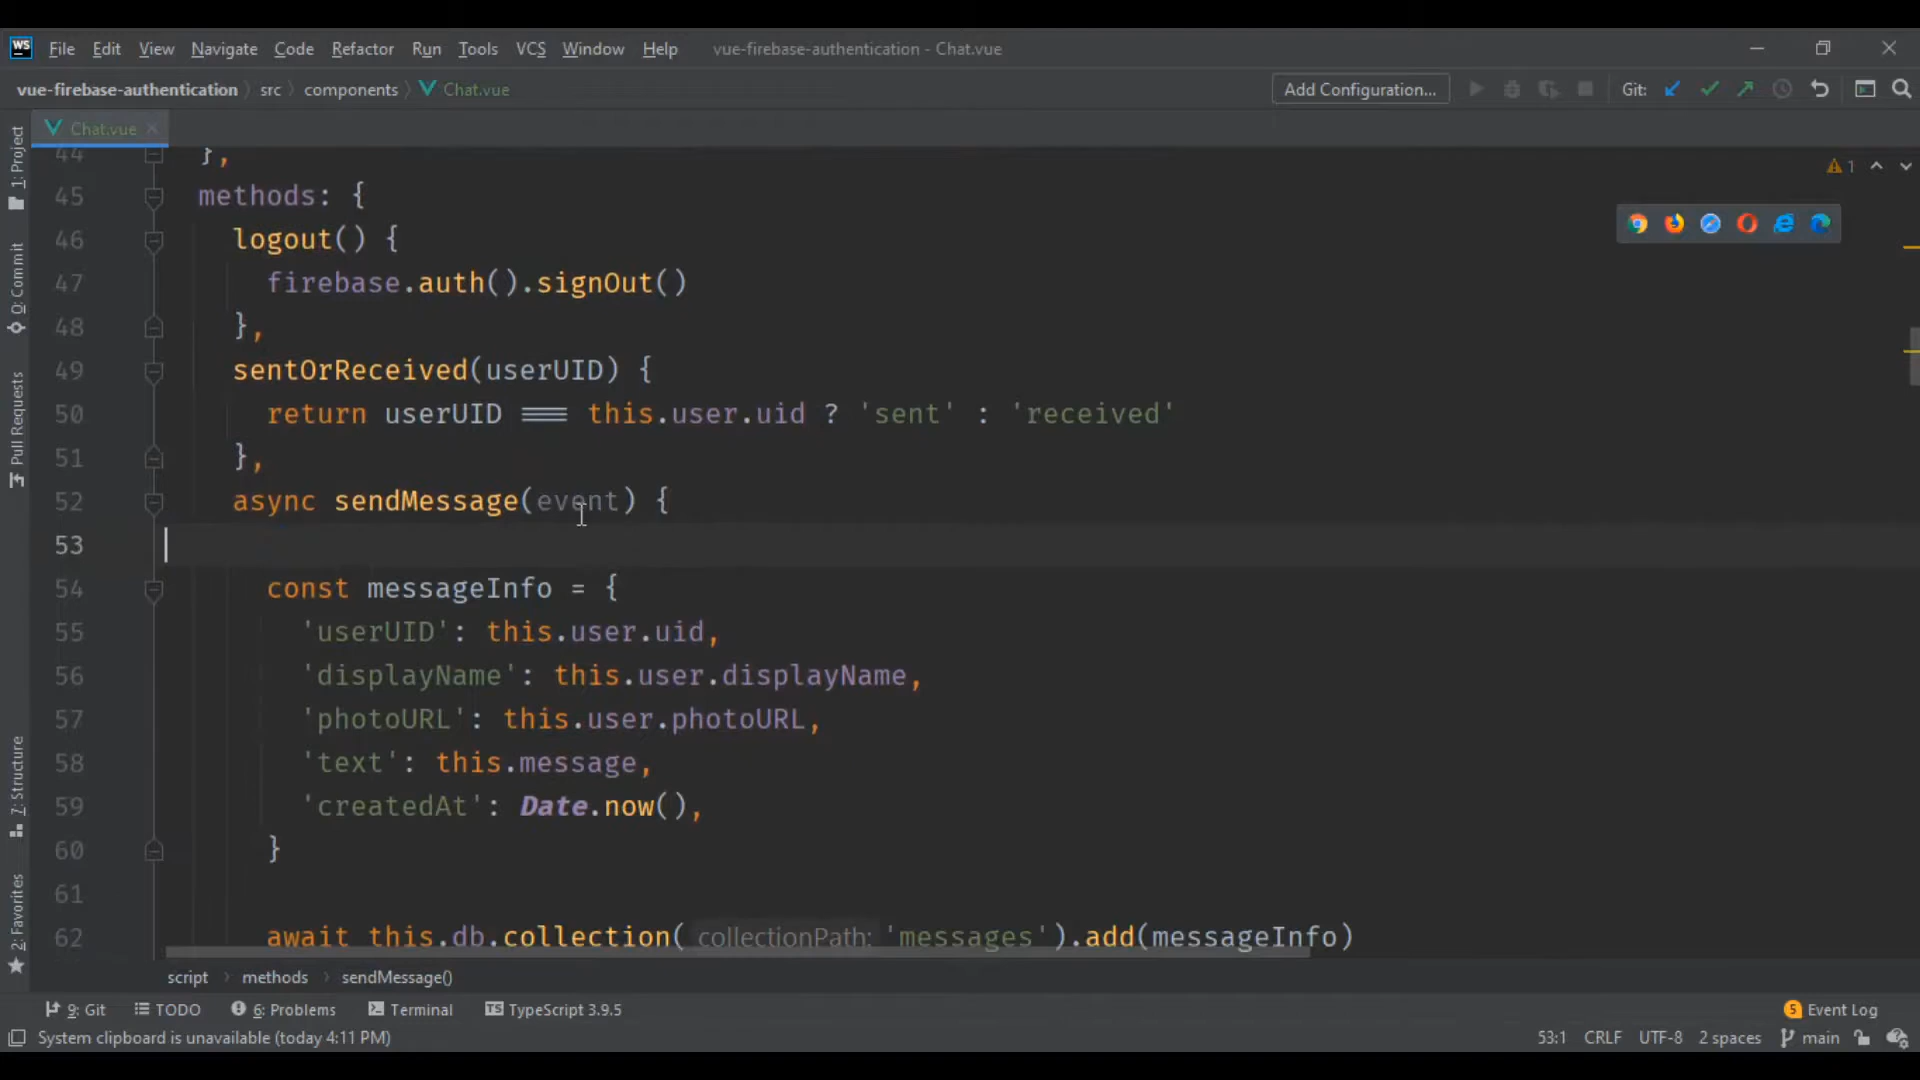 WS File Edit View Navigate Code Refactor Run Tools VCS Window Help vue-firebase-authentication - Chat.vue
vue-firebase-authentication src components Chat.vue Add Configuration... Git:
Chat.vue
1: Project
0: Commit
Pull Requests
7: Structure
2: Favorites
44 },
1
45 methods: {
46 logout() {
47 firebase.auth().signOut()
48 },
49 sentOrReceived(userUID) {
50 return userUID === this.user.uid ? 'sent' : 'received'
51 },
52 async sendMessage(event) {
53
54 const messageInfo = {
55 'userUID': this.user.uid,
56 'displayName': this.user.displayName,
57 'photoURL': this.user.photoURL,
58 'text': this.message,
59 'createdAt': Date.now(),
60 }
61
62 await this.db.collection( collectionPath: 'messages').add(messageInfo)
script methods sendMessage()
9: Git TODO 6: Problems Terminal TS TypeScript 3.9.5 5 Event Log
System clipboard is unavailable (today 4:11 PM) 53:1 CRLF UTF-8 2 spaces main